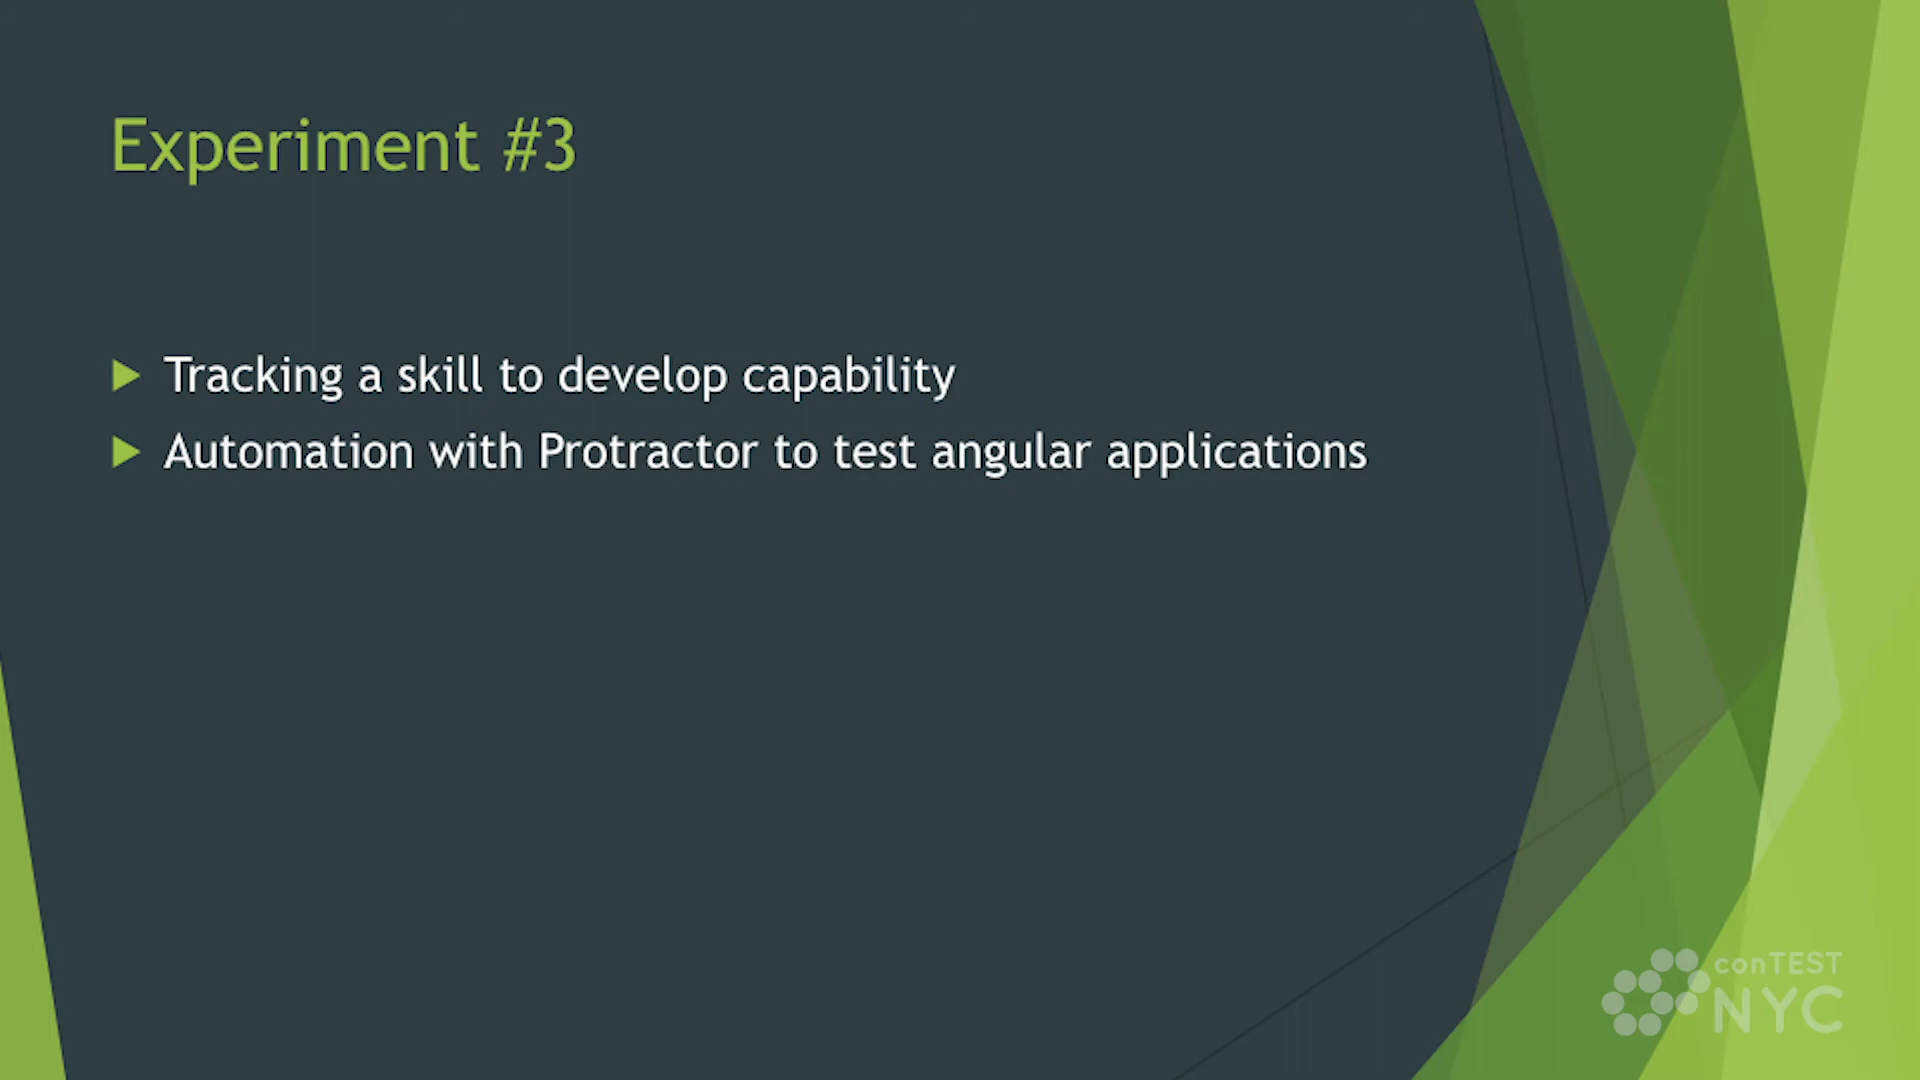 Experiment #3
Tracking a skill to develop capability
Automation with Protractor to test angular applications
conTEST
NYC